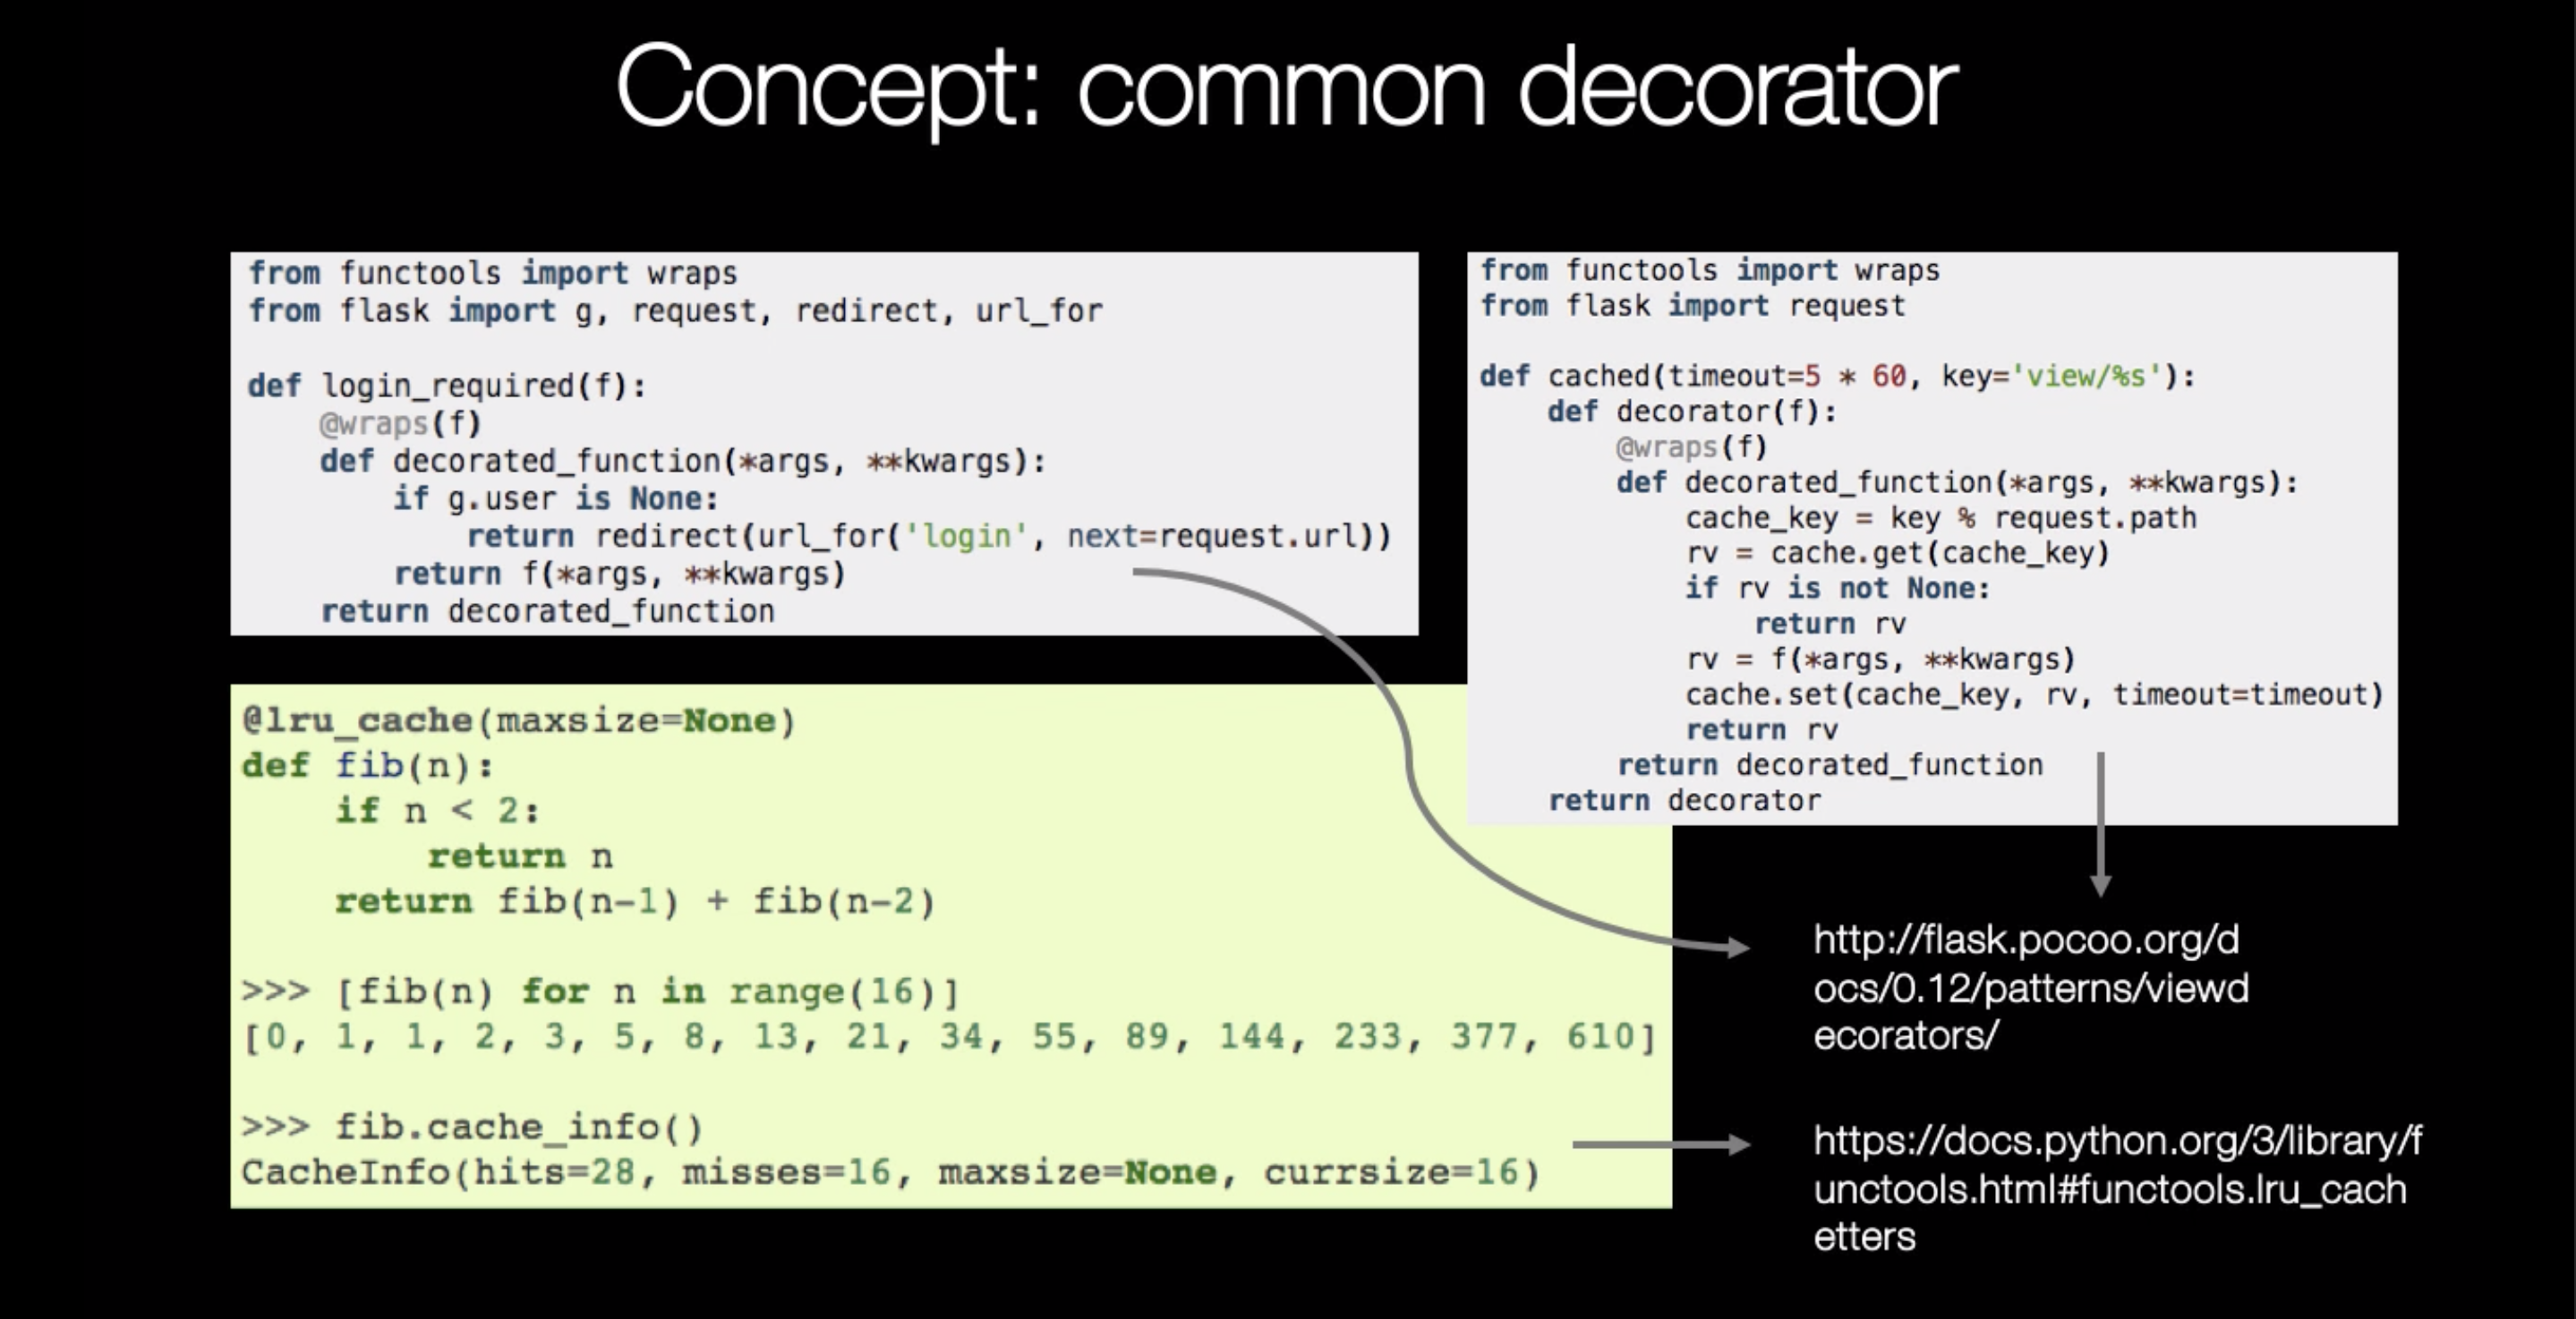 Concept: common decorator
from functools import wraps
from flask import g, request, redirect, url_for
def login_required(f):
    @wraps(f)
    def decorated_function(*args, **kwargs):
        if g.user is None:
            return redirect(url_for('login', next=request.url))
        return f(*args, **kwargs)
    return decorated_function
from functools import wraps
from flask import request
def cached(timeout=5 * 60, key='view/%s'):
    def decorator(f):
        @wraps(f)
        def decorated_function(*args, **kwargs):
            cache_key = key % request.path
            rv = cache.get(cache_key)
            if rv is not None:
                return rv
            rv = f(*args, **kwargs)
            cache.set(cache_key, rv, timeout=timeout)
            return rv
        return decorated_function
    return decorator
@lru_cache(maxsize=None)
def fib(n):
    if n < 2:
        return n
    return fib(n-1) + fib(n-2)
>>> [fib(n) for n in range(16)]
[0, 1, 1, 2, 3, 5, 8, 13, 21, 34, 55, 89, 144, 233, 377, 610]
>>> fib.cache_info()
CacheInfo(hits=28, misses=16, maxsize=None, currsize=16)
http://flask.pocoo.org/d
ocs/0.12/patterns/viewd
ecorators/
https://docs.python.org/3/library/f
unctools.html#functools.lru_cach
etters